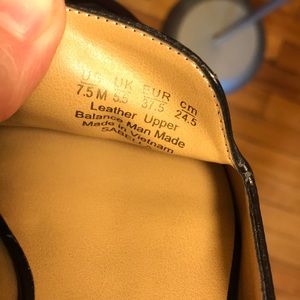 US UK EUR cm
7.5 M 5.5 37.5 24.5
Leather Upper
Balance Man Made
Made in Vietnam